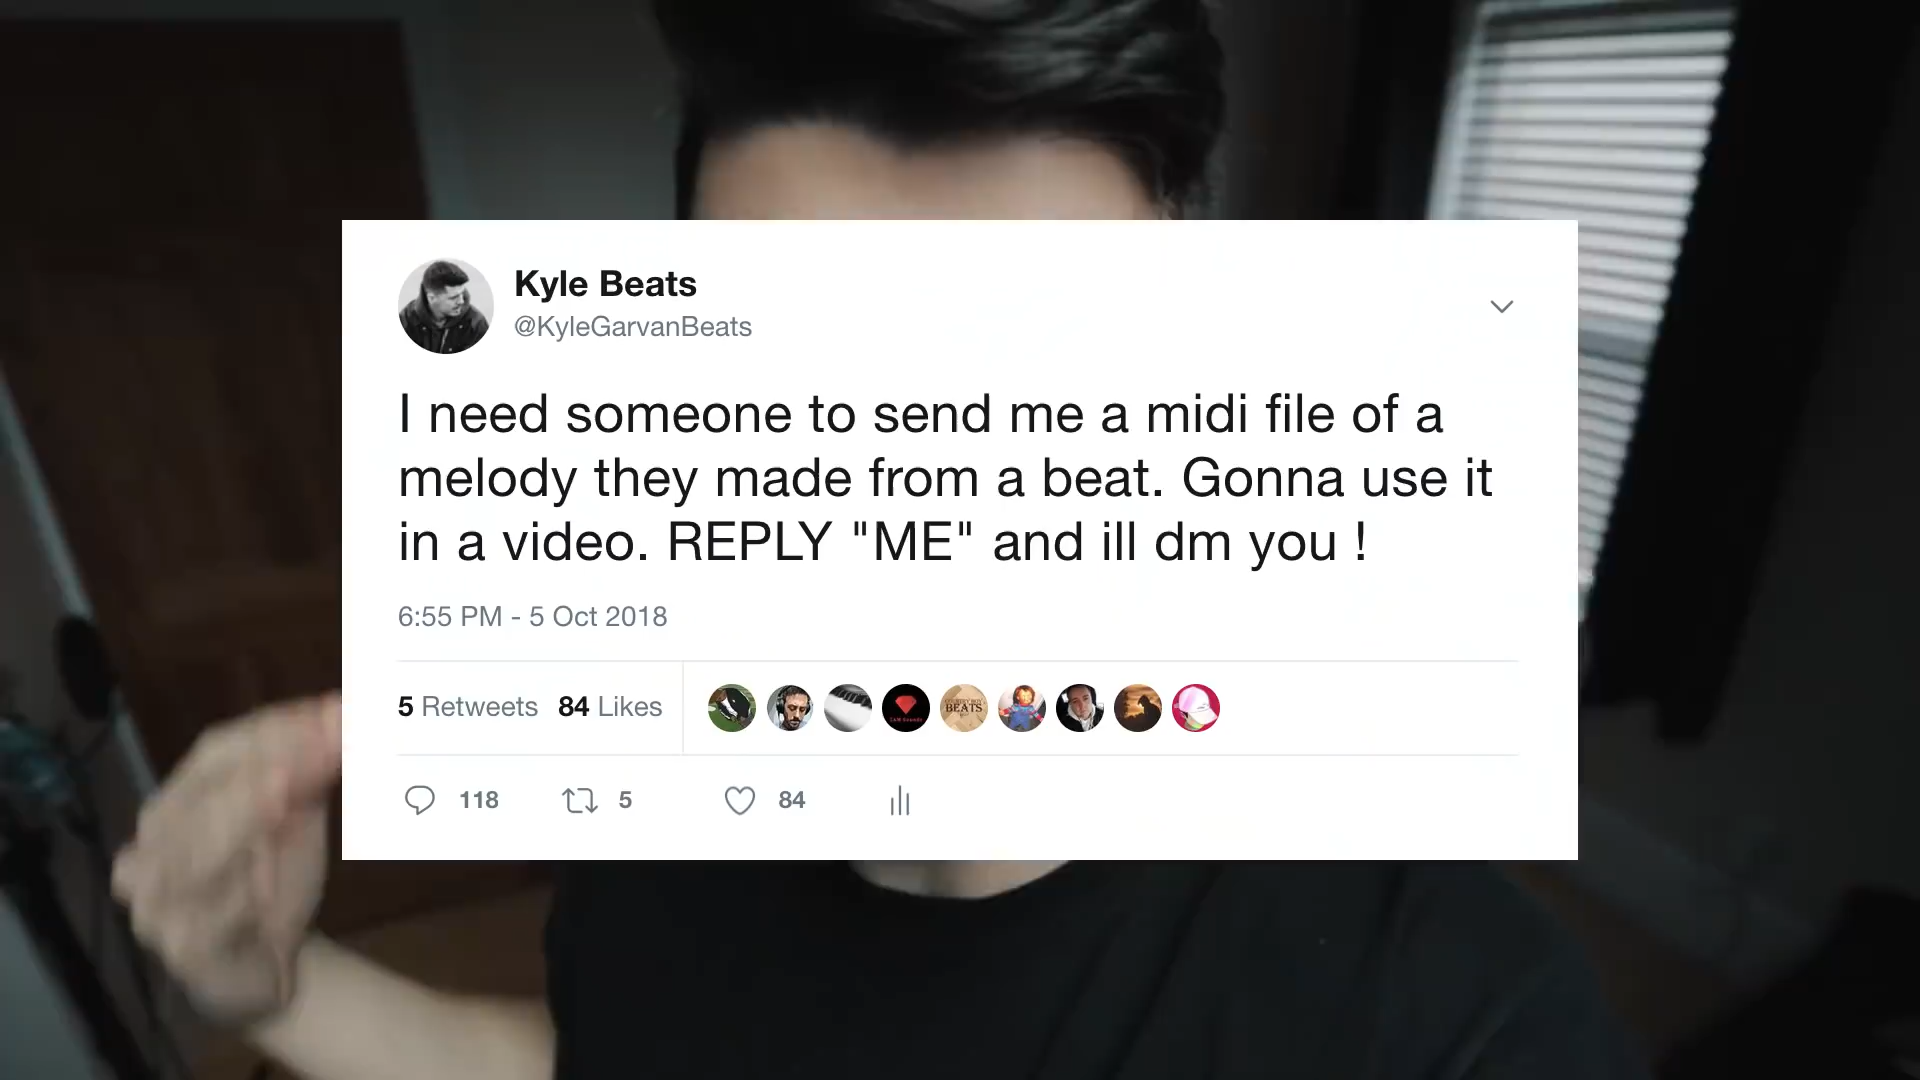 Kyle Beats
@KyleGarvanBeats
I need someone to send me a midi file of a
melody they made from a beat. Gonna use it
in a video. REPLY "ME" and ill dm you !
6:55 PM - 5 Oct 2018
5 Retweets 84 Likes
BEATS
118 5 84